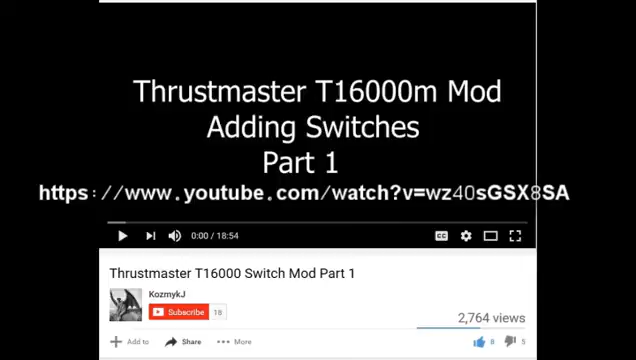 Thrustmaster T16000m Mod
Adding Switches
Part 1
https://www.youtube.com/watch?v=wz40sGSX8SA
0:00 / 18:54
CC
Thrustmaster T16000 Switch Mod Part 1
KozmykJ
Subscribe 18
2,764 views
Add to Share More 8 5